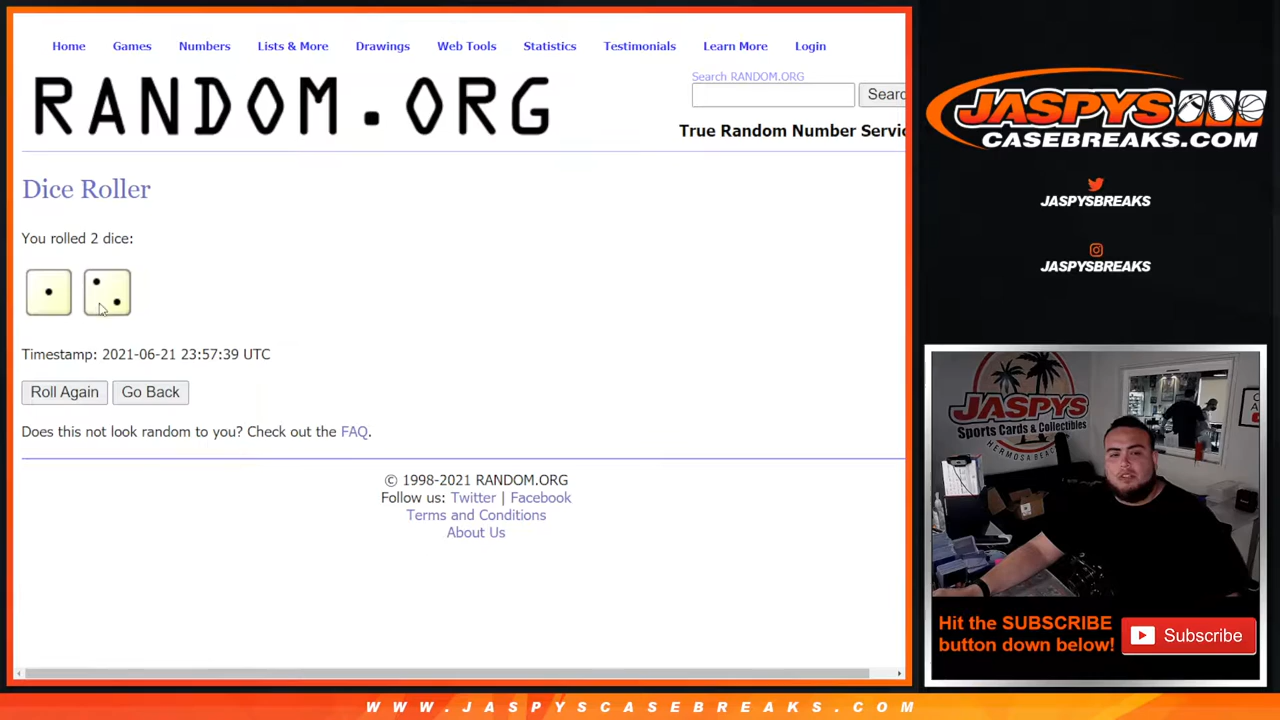 Home Games Numbers Lists & More Drawings Web Tools Statistics Testimonials Learn More Login
RANDOM.ORG
Search RANDOM.ORG
Searc
True Random Number Servic
Dice Roller
You rolled 2 dice:
Timestamp: 2021-06-21 23:57:39 UTC
Roll Again Go Back
Does this not look random to you? Check out the FAQ.
© 1998-2021 RANDOM.ORG
Follow us: Twitter | Facebook
Terms and Conditions
About Us
JASPYS
CASEBREAKS.COM
JASPYSBREAKS
JASPYSBREAKS
JASPYS
Sports Cards & Collectibles
HERMOSA BEACH
Hit the SUBSCRIBE
button down below!
Subscribe
WWW.JASPYSCASEBREAKS.COM